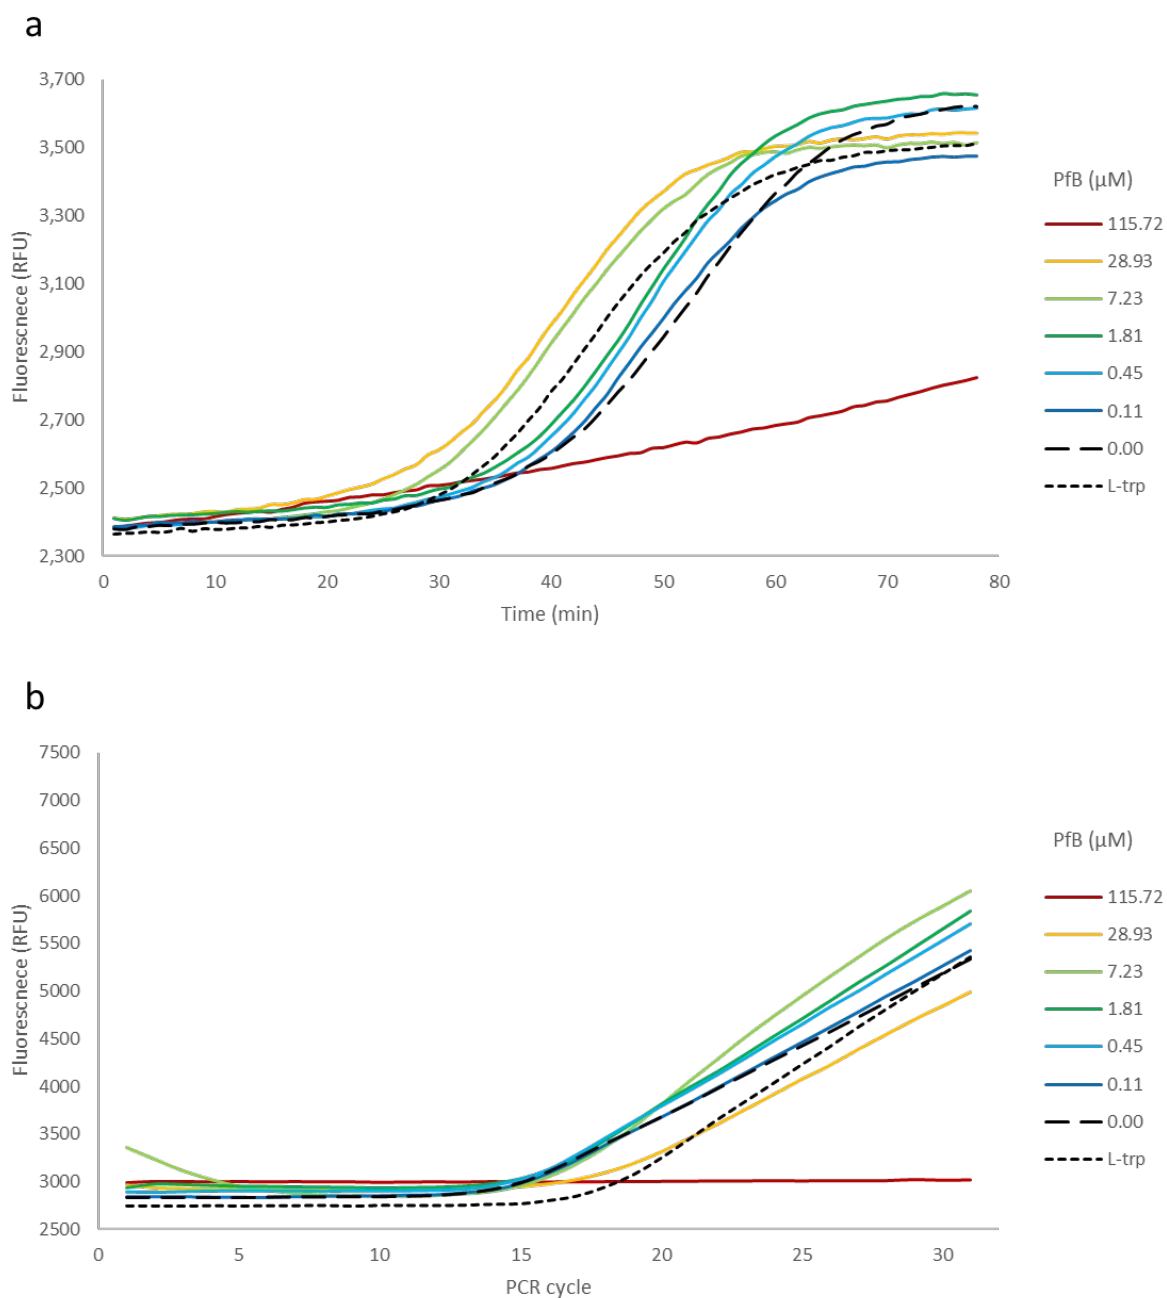 a
3,700
3,500
3,300
3,100
2,900
2,700
2,500
2,300
Fluorescnece (RFU)
0 10 20 30 40 50 60 70 80
Time (min)
PfB (μM)
115.72
28.93
7.23
1.81
0.45
0.11
0.00
L-trp
b
7500
7000
6500
6000
5500
5000
4500
4000
3500
3000
2500
Fluorescnece (RFU)
0 5 10 15 20 25 30
PCR cycle
PfB (μM)
115.72
28.93
7.23
1.81
0.45
0.11
0.00
L-trp